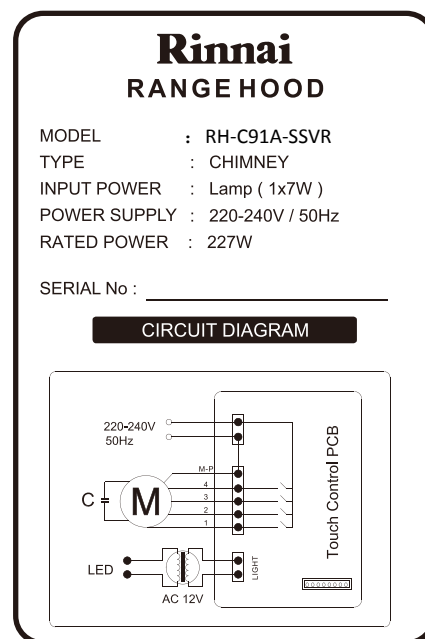 Rinnai
RANGE HOOD
MODEL : RH-C91A-SSVR
TYPE : CHIMNEY
INPUT POWER : Lamp ( 1x7W )
POWER SUPPLY : 220-240V / 50Hz
RATED POWER : 227W
SERIAL No :
CIRCUIT DIAGRAM
220-240V
50Hz
M-P
4
3
2
1
C
M
Touch Control PCB
LED
LIGHT
AC 12V